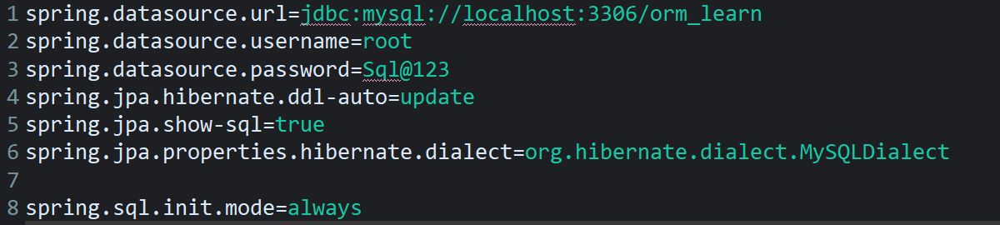 1 spring.datasource.url=jdbc:mysql://localhost:3306/orm_learn
2 spring.datasource.username=root
3 spring.datasource.password=Sql@123
4 spring.jpa.hibernate.ddl-auto=update
5 spring.jpa.show-sql=true
6 spring.jpa.properties.hibernate.dialect=org.hibernate.dialect.MySQLDialect
7
8 spring.sql.init.mode=always